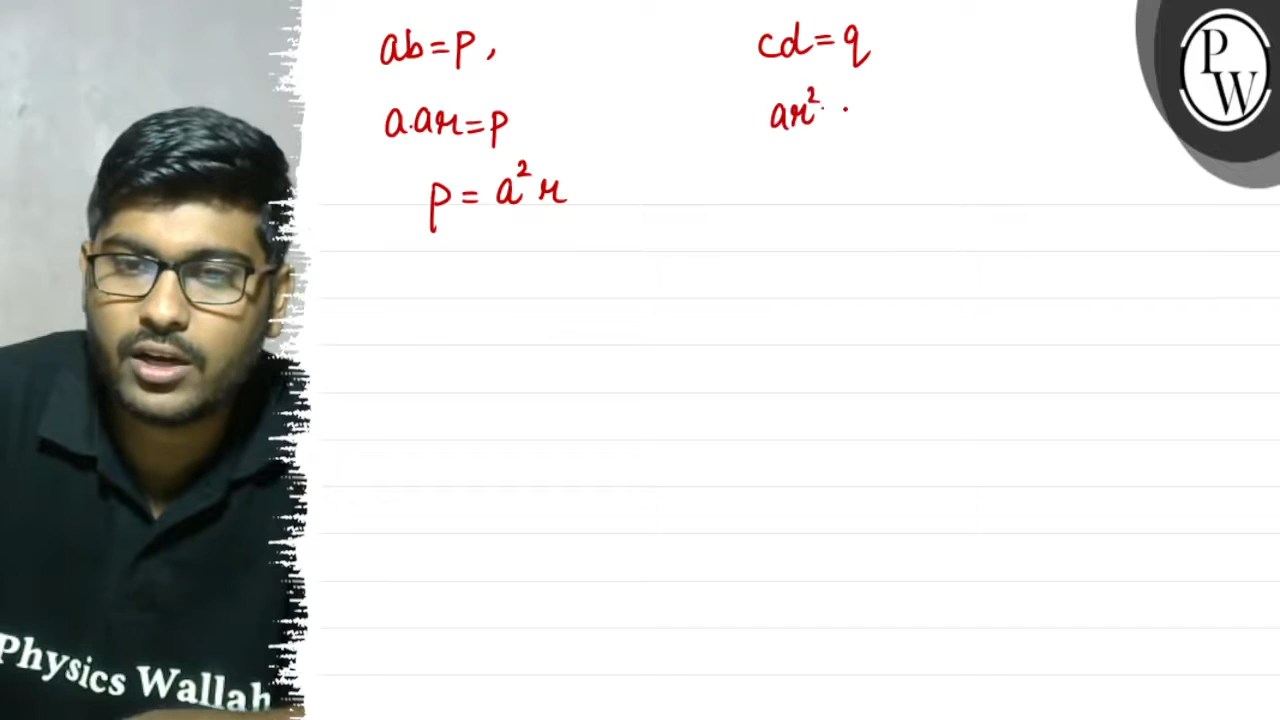 ab = p ,
a.ar = p
p = a²r
cd = q
ar² .
PW
Physics Wallah